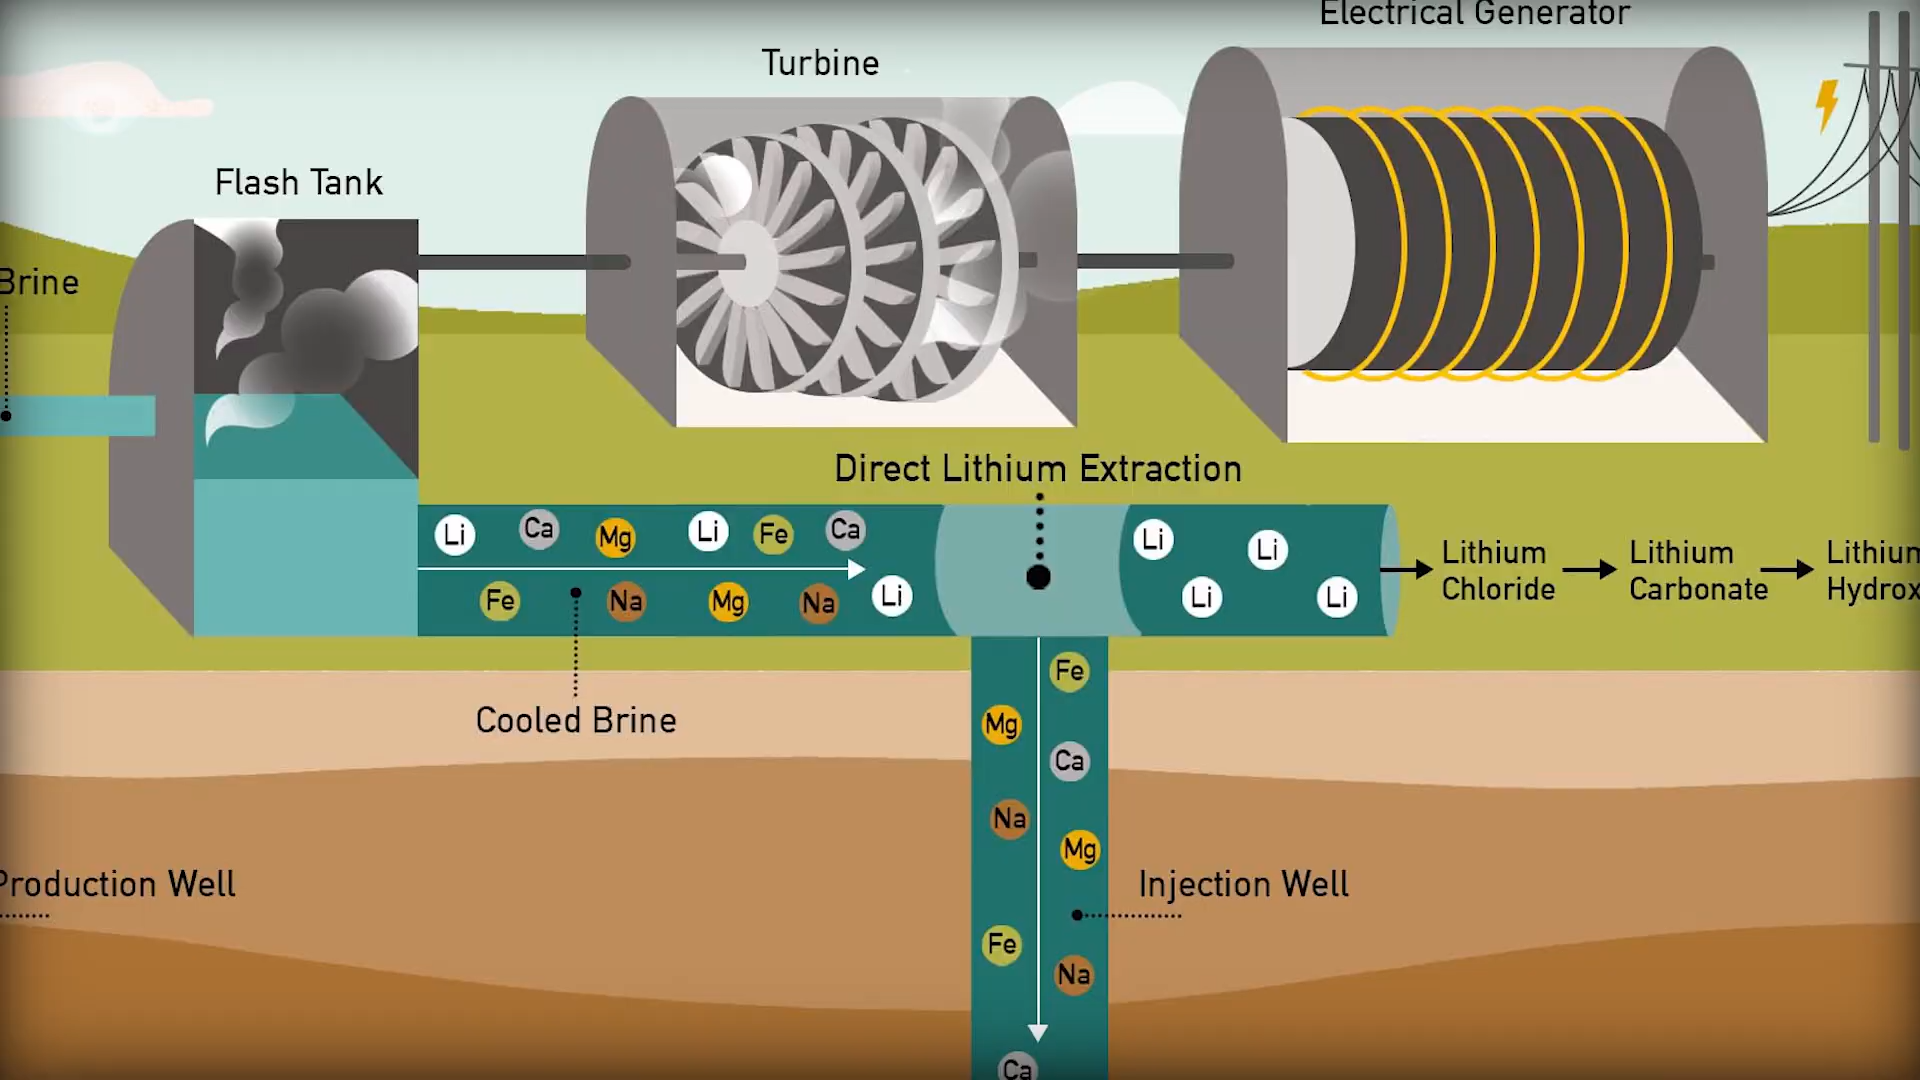 Electrical Generator
Turbine
Flash Tank
Brine
Direct Lithium Extraction
Li Ca Mg Li Fe Ca
Fe Na Mg Na Li
Li Li
Li Li
Lithium
Chloride
Lithium
Carbonate
Lithium
Hydrox
Fe
Mg
Ca
Na
Mg
Fe
Na
Ca
Cooled Brine
Production Well
Injection Well